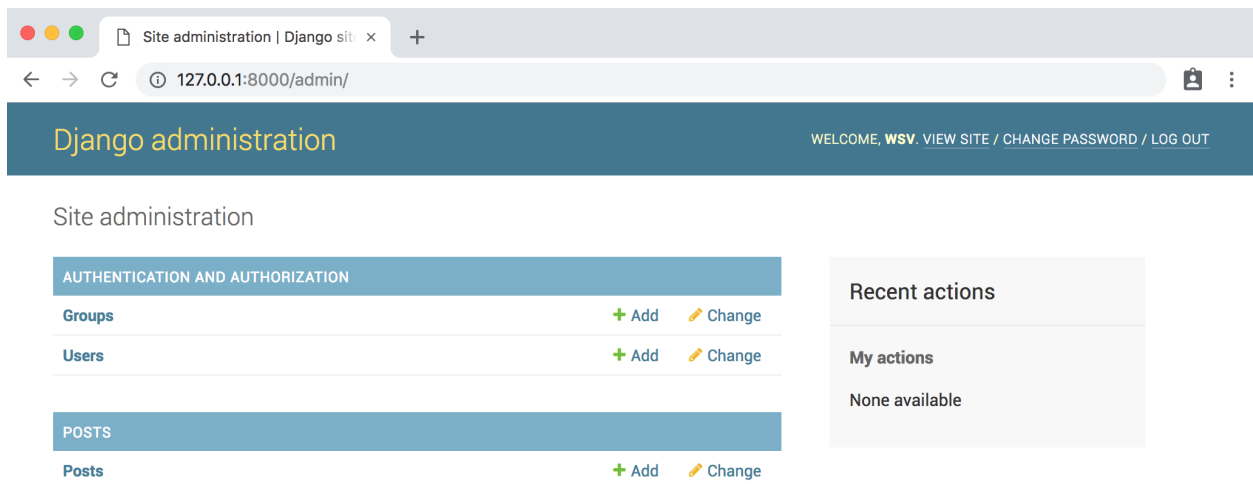 Site administration | Django sit
127.0.0.1:8000/admin/
Django administration
WELCOME, WSV. VIEW SITE / CHANGE PASSWORD / LOG OUT
Site administration
AUTHENTICATION AND AUTHORIZATION
Groups Add Change
Users Add Change
POSTS
Posts Add Change
Recent actions
My actions
None available